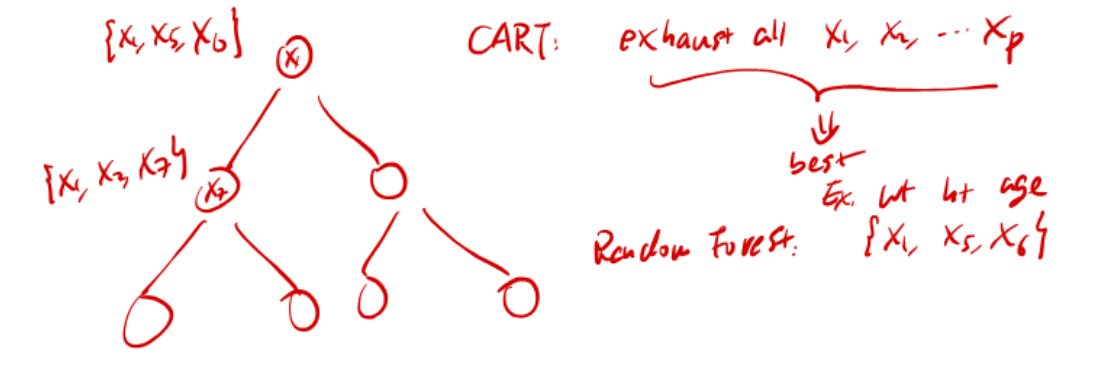 {x₁, x₅, x₆}
x₁
CART: exhaust all x₁, x₂, ... xₚ
best
{x₁, x₂, x₇}
x₇
Ex. wt ht age
Random Forest: {x₁, x₅, x₆}